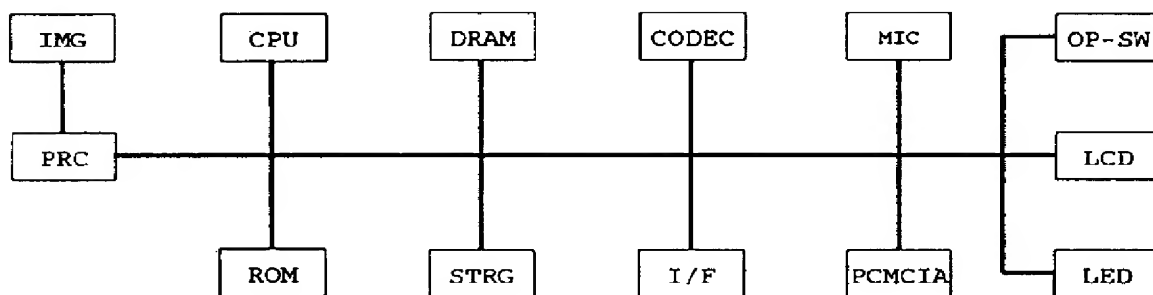 IMG
CPU
DRAM
CODEC
MIC
OP-SW
PRC
LCD
ROM
STRG
I/F
PCMCIA
LED